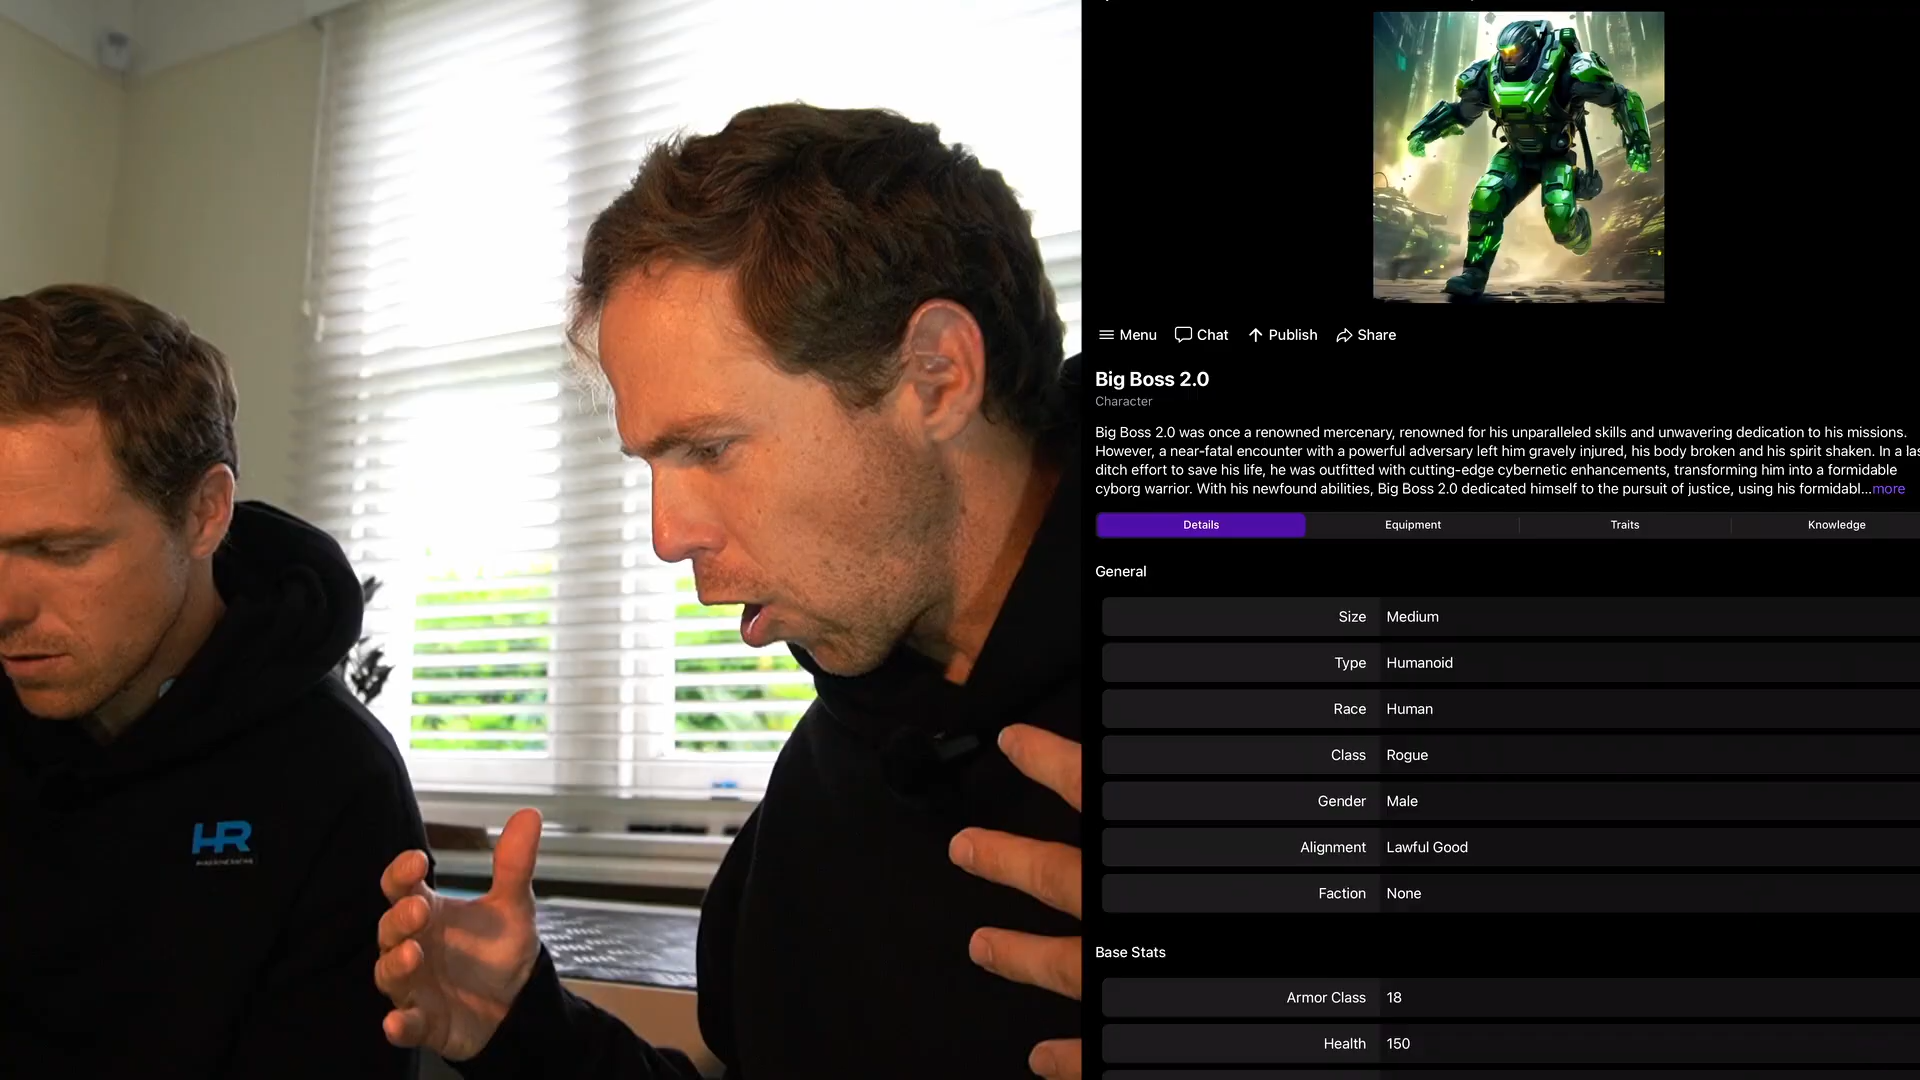 HR
Menu
Chat
Publish
Share
Big Boss 2.0
Character
Big Boss 2.0 was once a renowned mercenary, renowned for his unparalleled skills and unwavering dedication to his missions.
However, a near-fatal encounter with a powerful adversary left him gravely injured, his body broken and his spirit shaken. In a las
ditch effort to save his life, he was outfitted with cutting-edge cybernetic enhancements, transforming him into a formidable
cyborg warrior. With his newfound abilities, Big Boss 2.0 dedicated himself to the pursuit of justice, using his formidabl...more
Details
Equipment
Traits
Knowledge
General
Size Medium
Type Humanoid
Race Human
Class Rogue
Gender Male
Alignment Lawful Good
Faction None
Base Stats
Armor Class 18
Health 150